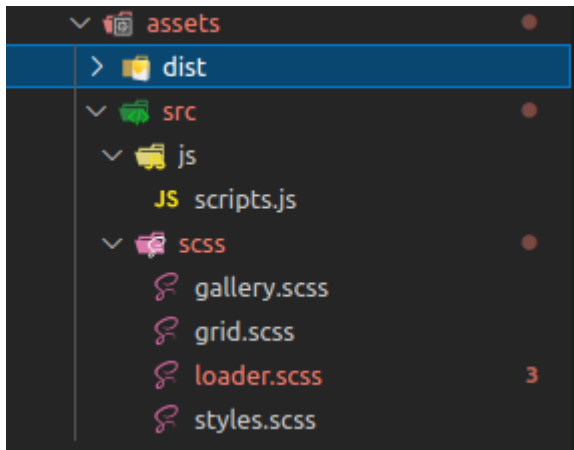 assets
dist
src
js
JS scripts.js
scss
gallery.scss
grid.scss
loader.scss 3
styles.scss